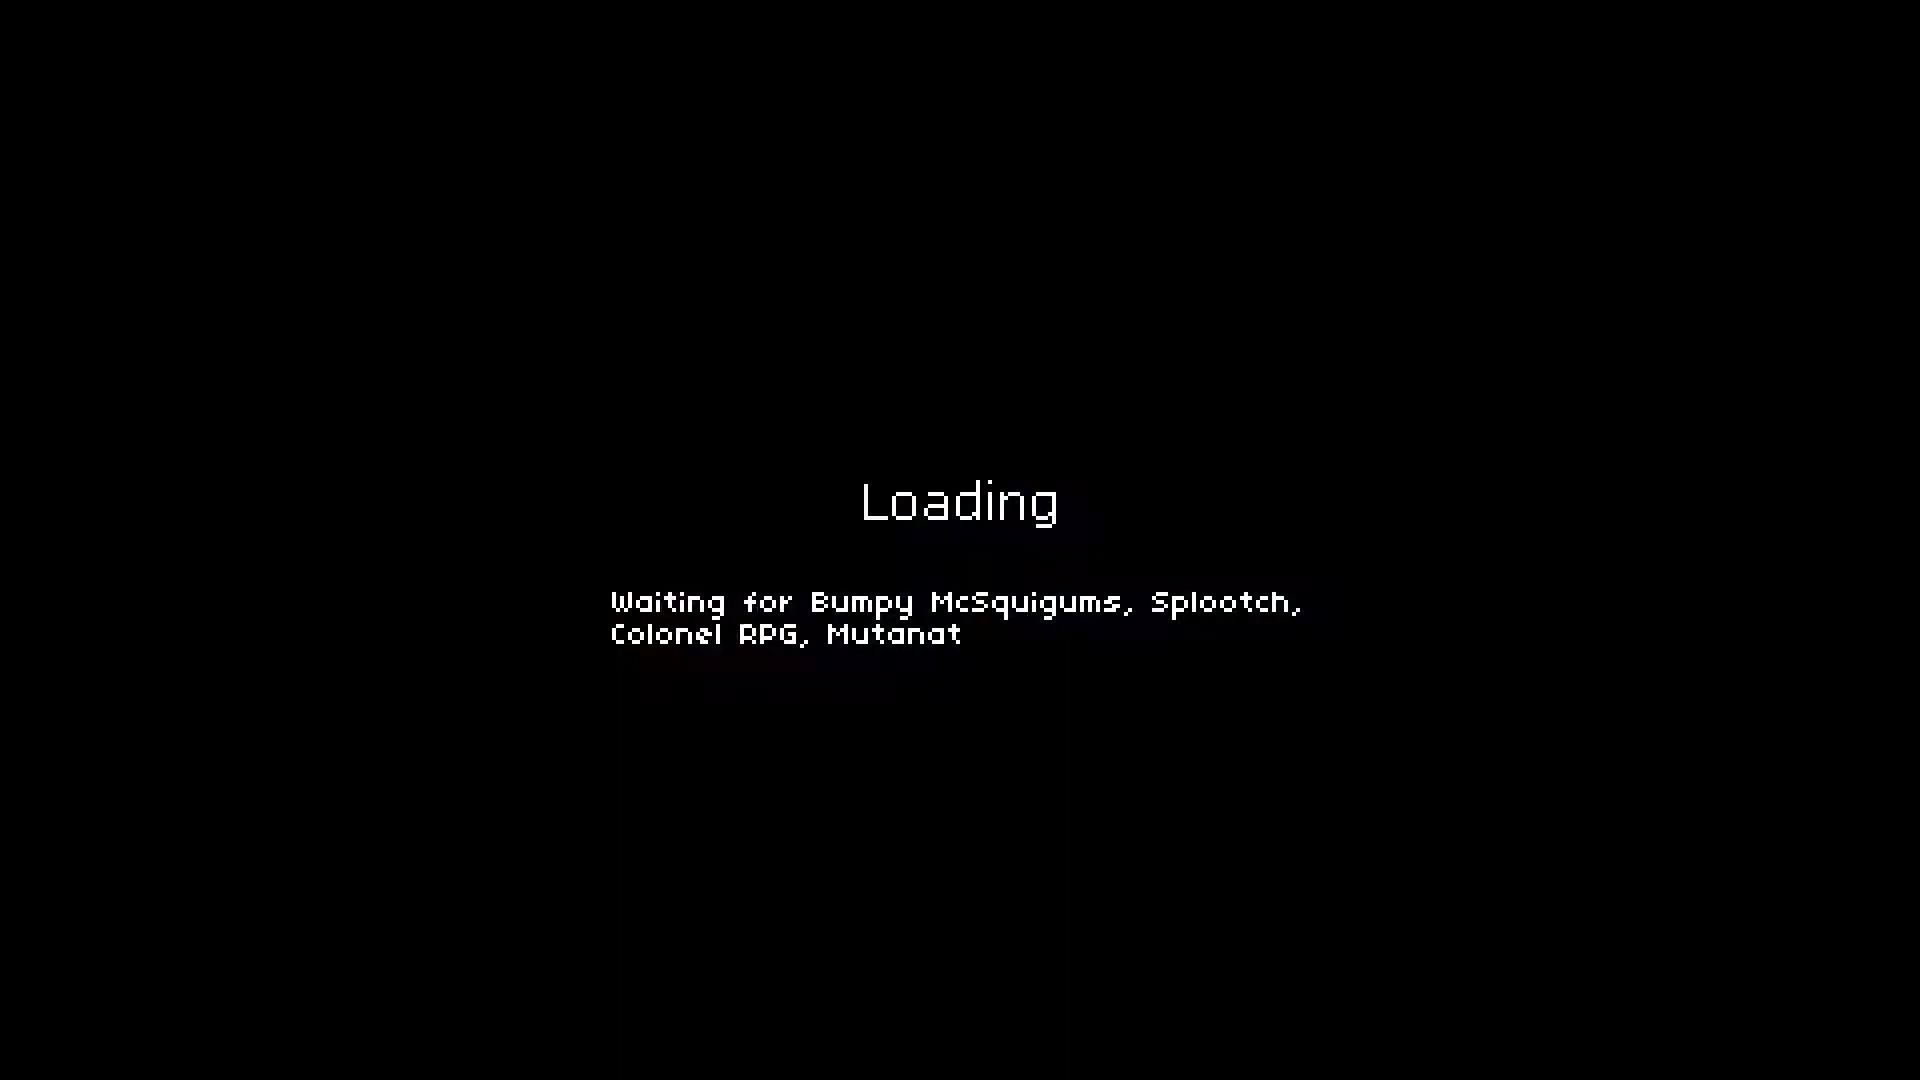 Loading
Waiting for Bumpy McSquigums, Splootch,
Colonel RPG, Mutanat